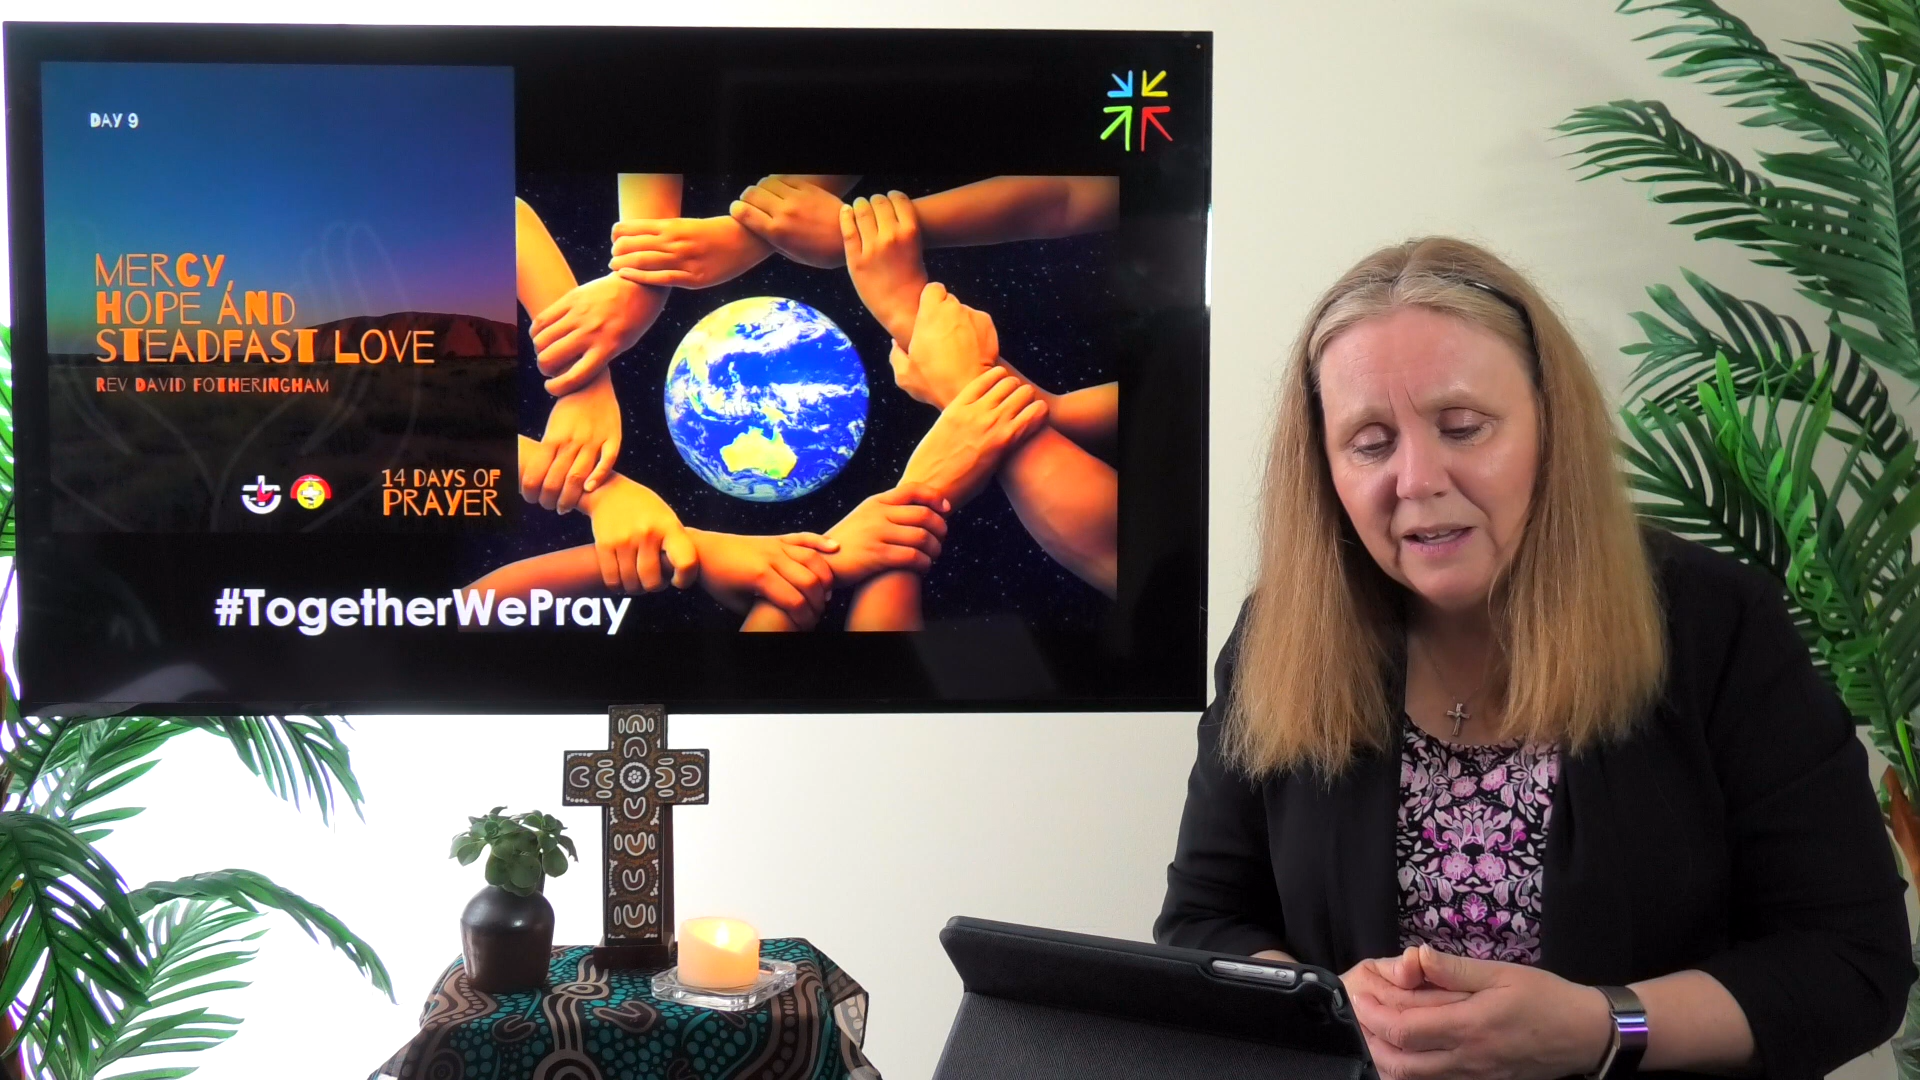 DAY 9
MERCY,
HOPE AND
STEADFAST LOVE
REV DAVID FOTHERINGHAM
14 DAYS OF
PRAYER
#TogetherWePray